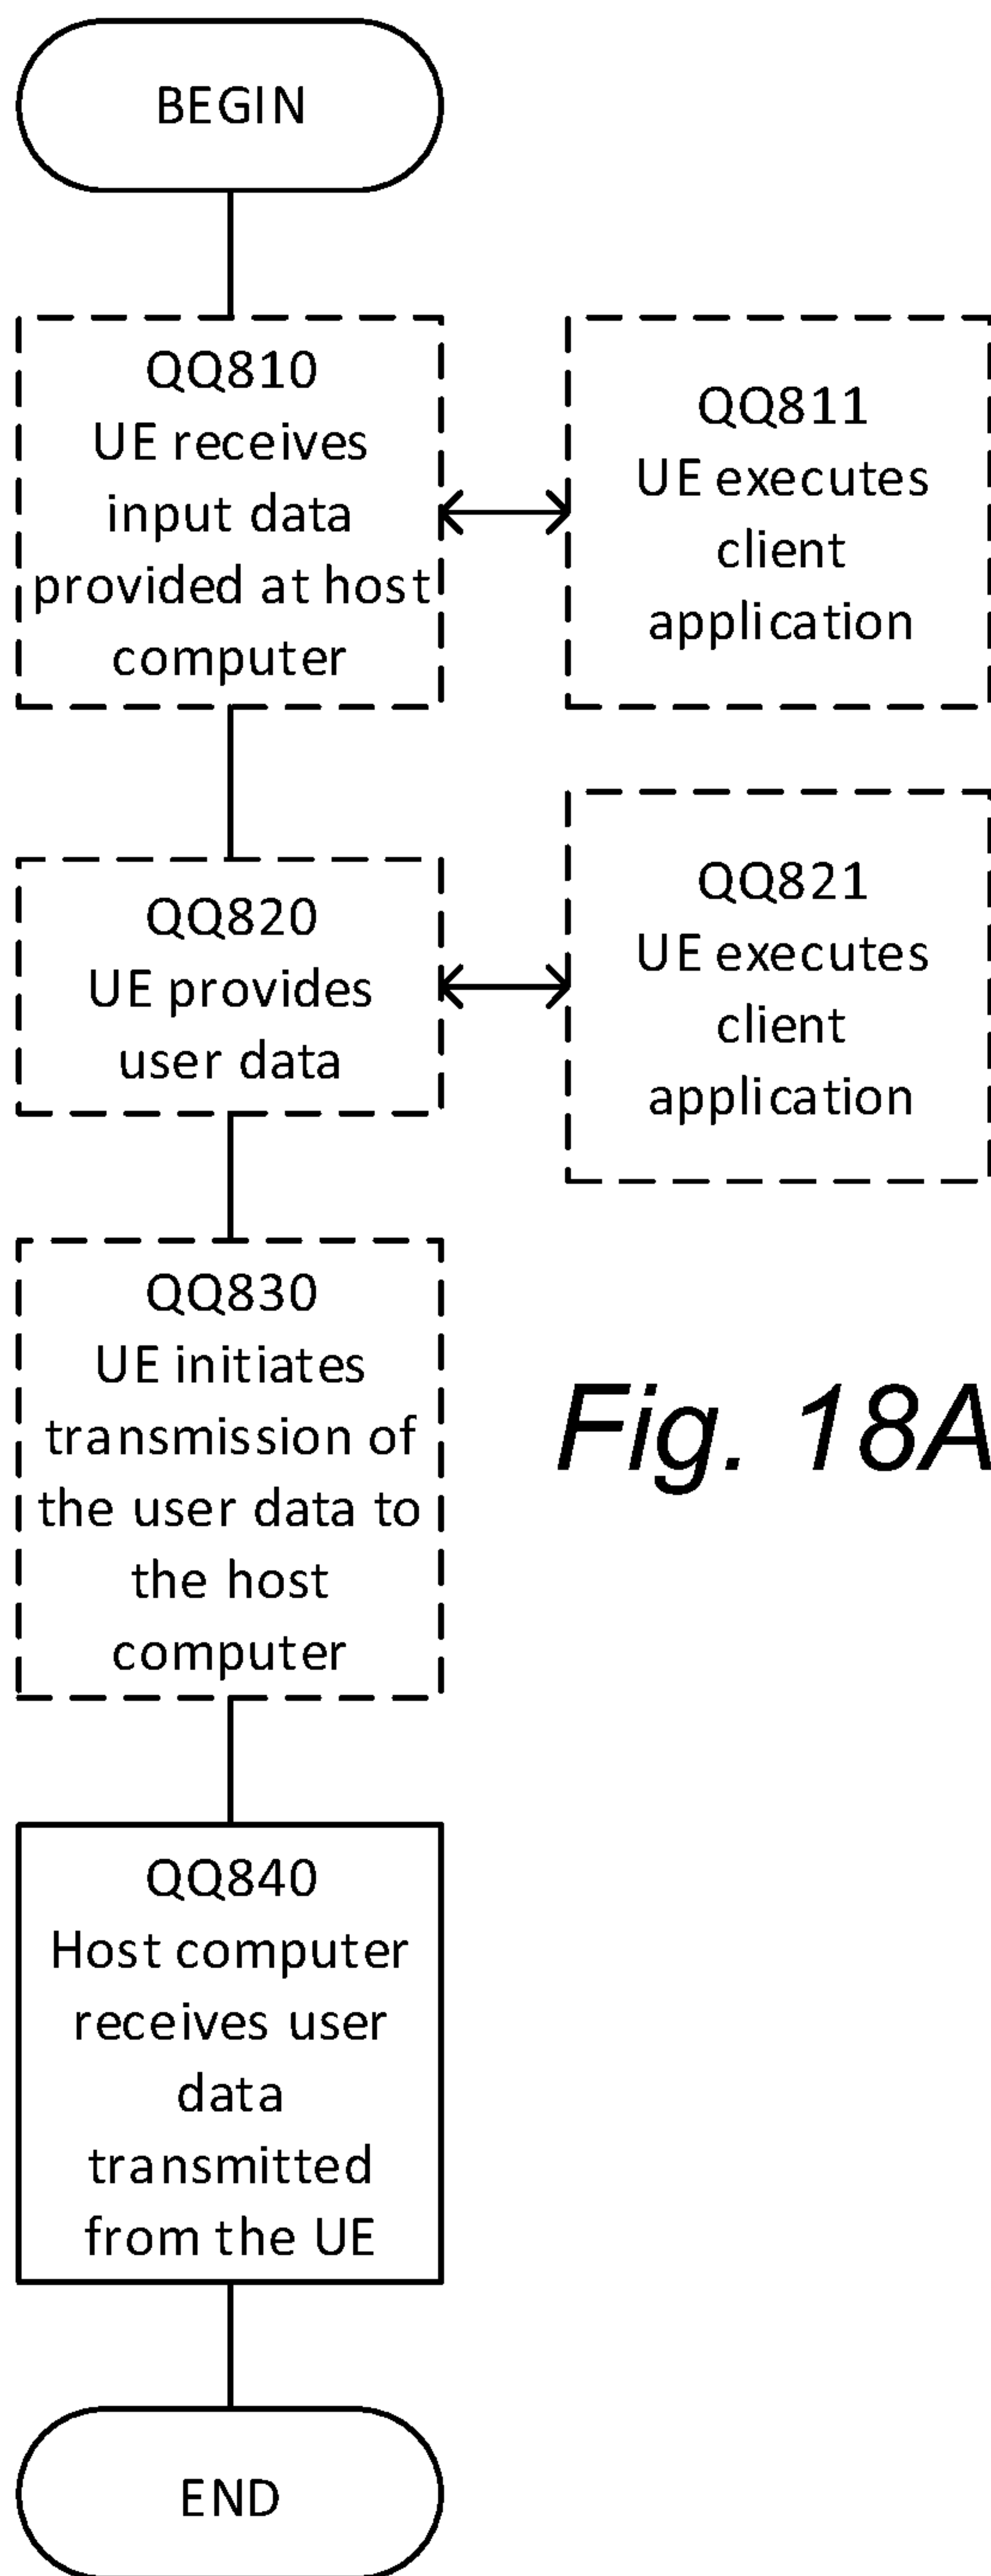 BEGIN
QQ810
UE receives
input data
provided at host
computer
QQ811
UE executes
client
application
QQ820
UE provides
user data
QQ821
UE executes
client
application
QQ830
UE initiates
transmission of
the user data to
the host
computer
Fig. 18A
QQ840
Host computer
receives user
data
transmitted
from the UE
END